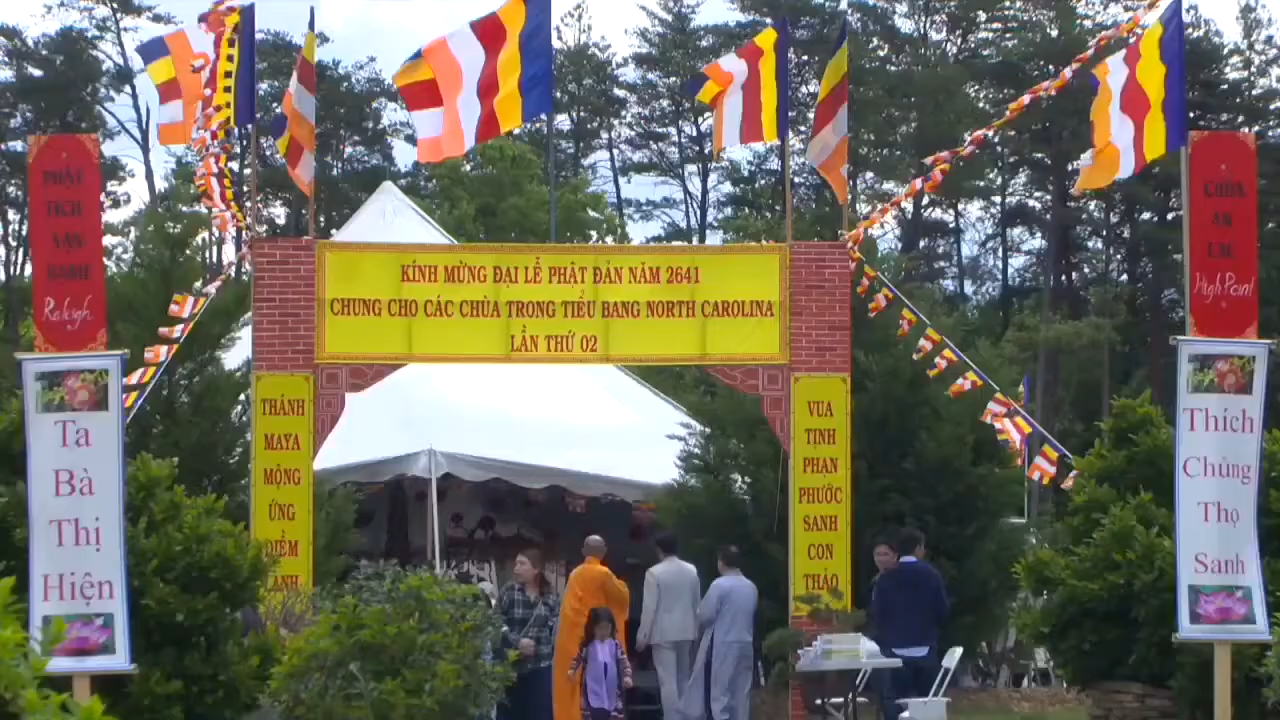 PHẬT
TÍCH
VẠN
HẠNH
Raleigh
Ta
Bà
Thị
Hiện
KÍNH MỪNG ĐẠI LỄ PHẬT ĐẢN NĂM 2641
CHUNG CHO CÁC CHÙA TRONG TIỂU BANG NORTH CAROLINA
LẦN THỨ 02
THÁNH
MAYA
MỘNG
ỨNG
ĐIỀM
LÀNH
VUA
TỊNH
PHẠN
PHƯỚC
SANH
CON
THẢO
CHÙA
AN
LẠC
High Point
Thích
Chủng
Thọ
Sanh